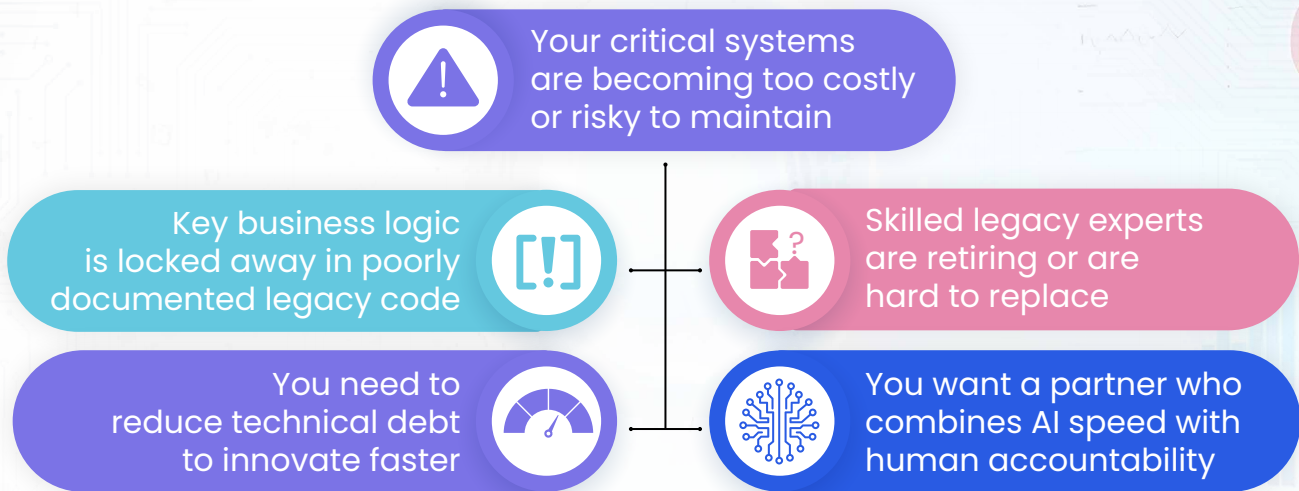 Your critical systems
are becoming too costly
or risky to maintain
Key business logic
is locked away in poorly
documented legacy code
Skilled legacy experts
are retiring or are
hard to replace
You need to
reduce technical debt
to innovate faster
You want a partner who
combines AI speed with
human accountability